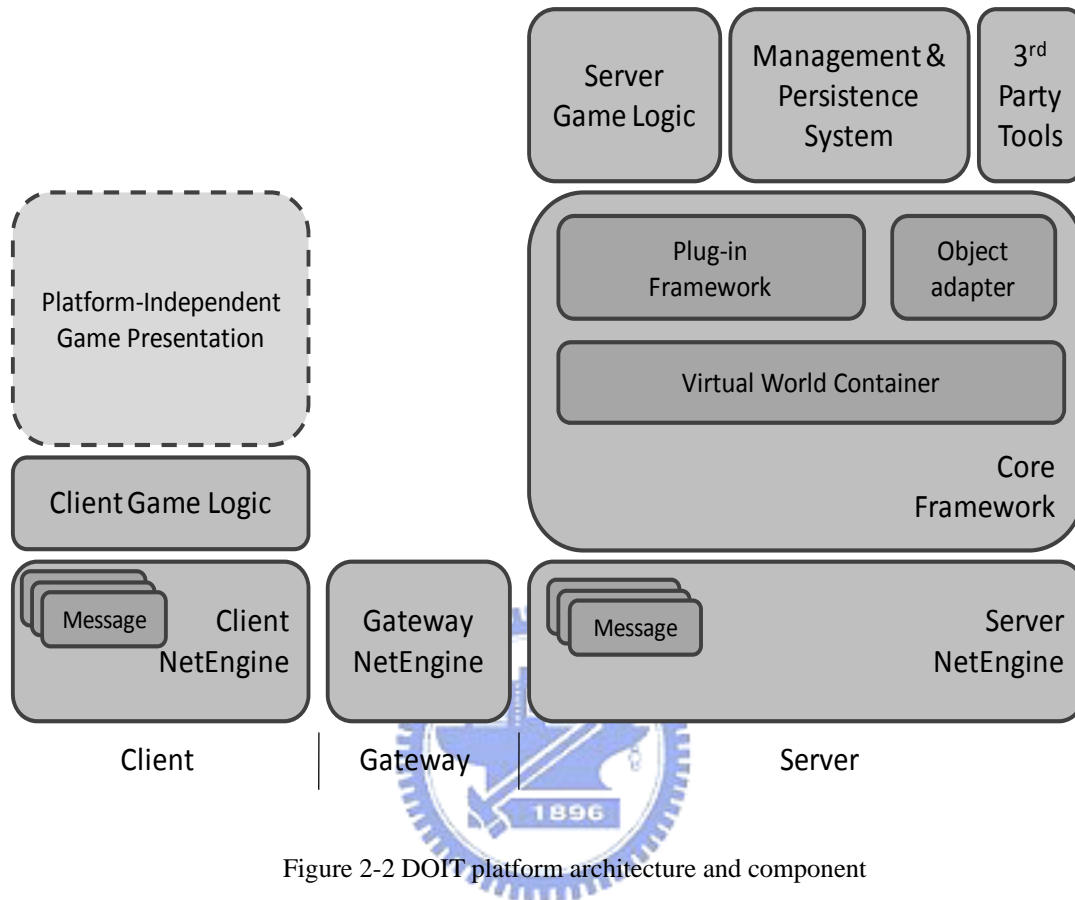 Server
Game Logic
Management &
Persistence
System
3rd
Party
Tools
Platform-Independent
Game Presentation
Plug-in
Framework
Object
adapter
Virtual World Container
Core
Framework
Client Game Logic
Message
Client
NetEngine
Gateway
NetEngine
Message
Server
NetEngine
Client
Gateway
Server
1896
Figure 2-2 DOIT platform architecture and component